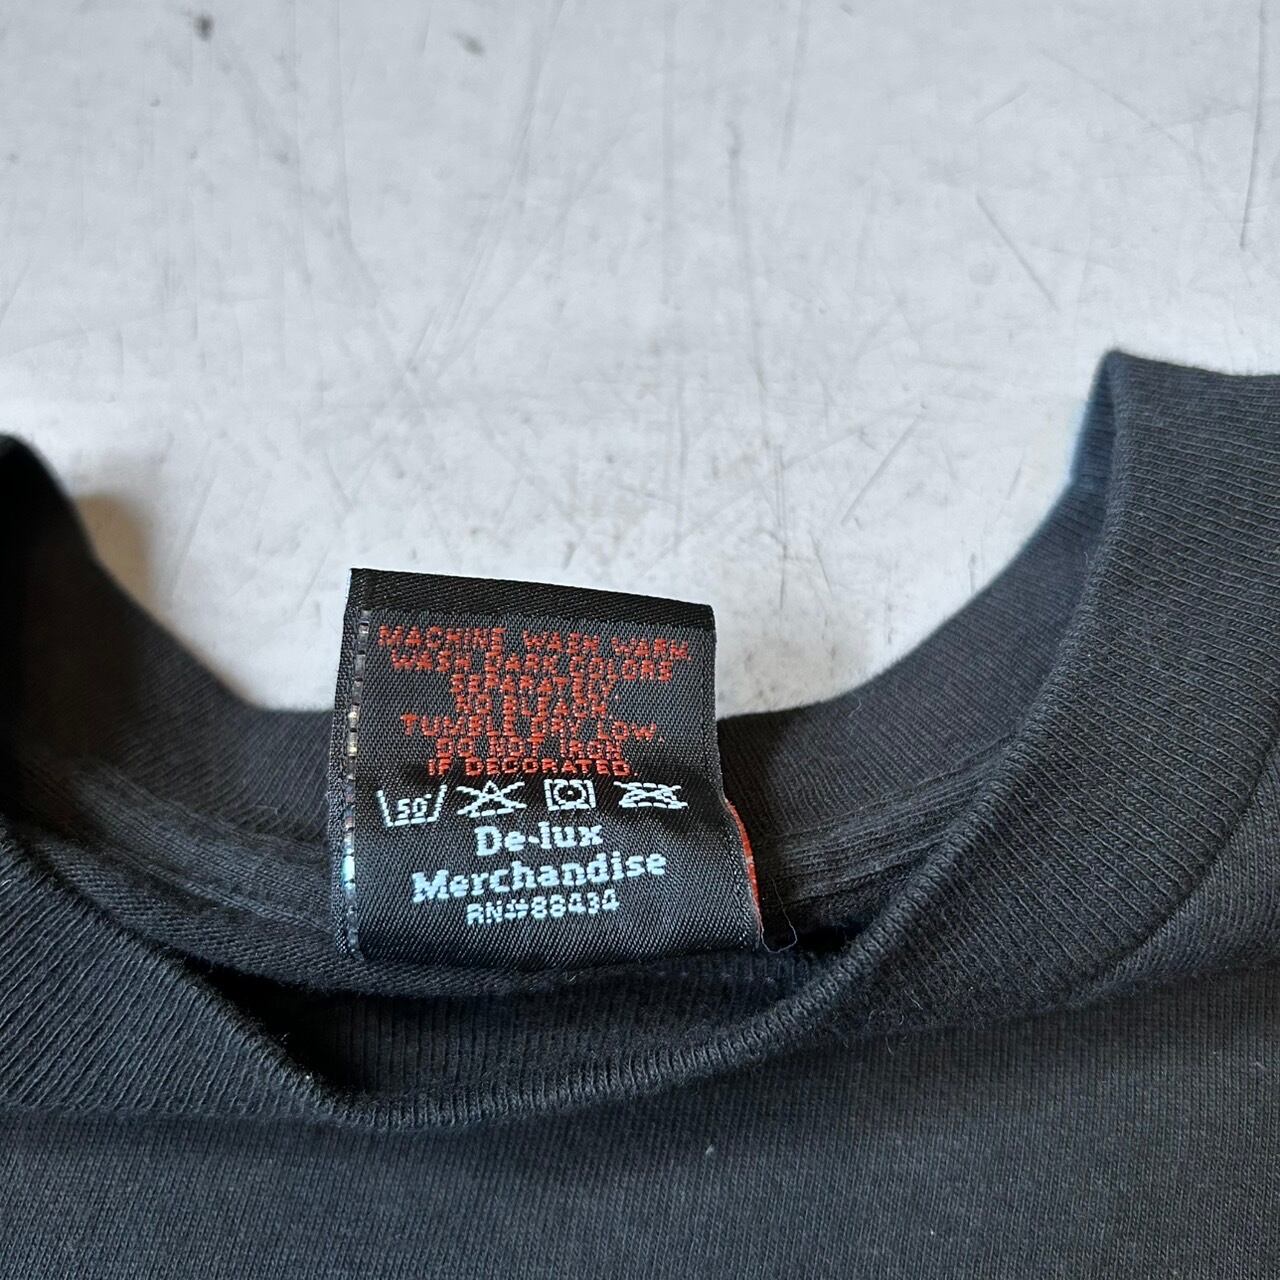 MACHINE WASH WARM
WASH DARK COLORS
SEPARATELY
NO BLEACH
TUMBLE DRY LOW
DO NOT IRON
IF DECORATED.
50°
De-lux
Merchandise
RN#88434